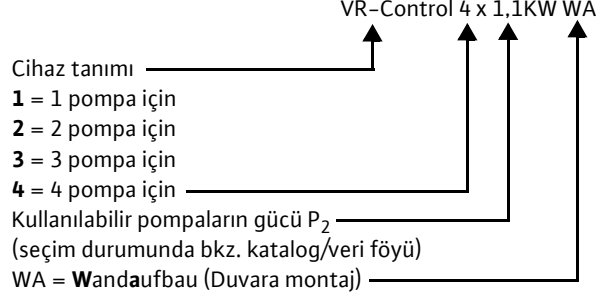 VR-Control 4 x 1,1KW WA
Cihaz tanımı
1 = 1 pompa için
2 = 2 pompa için
3 = 3 pompa için
4 = 4 pompa için
Kullanılabilir pompaların gücü P2
(seçim durumunda bkz. katalog/veri föyü)
WA = Wandaufbau (Duvara montaj)